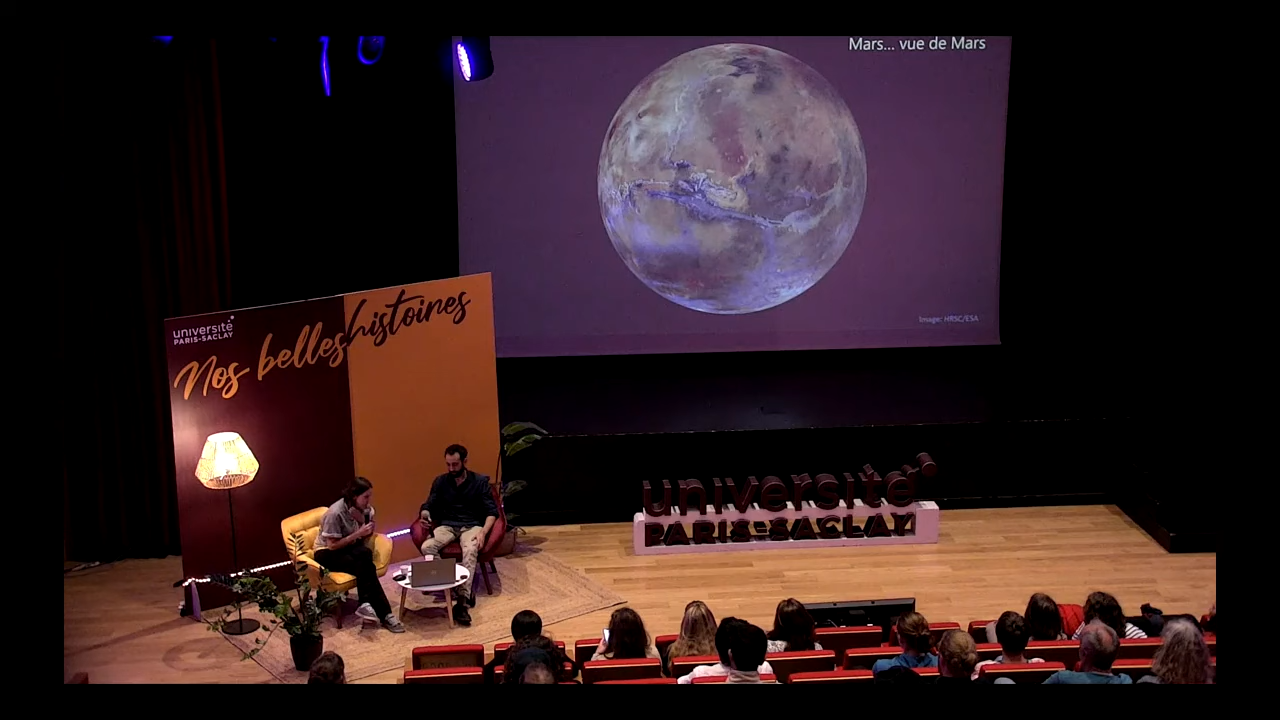 Mars... vue de Mars
Image: HRSC/ESA
université
PARIS-SACLAY
Nos belles histoires
université
PARIS-SACLAY